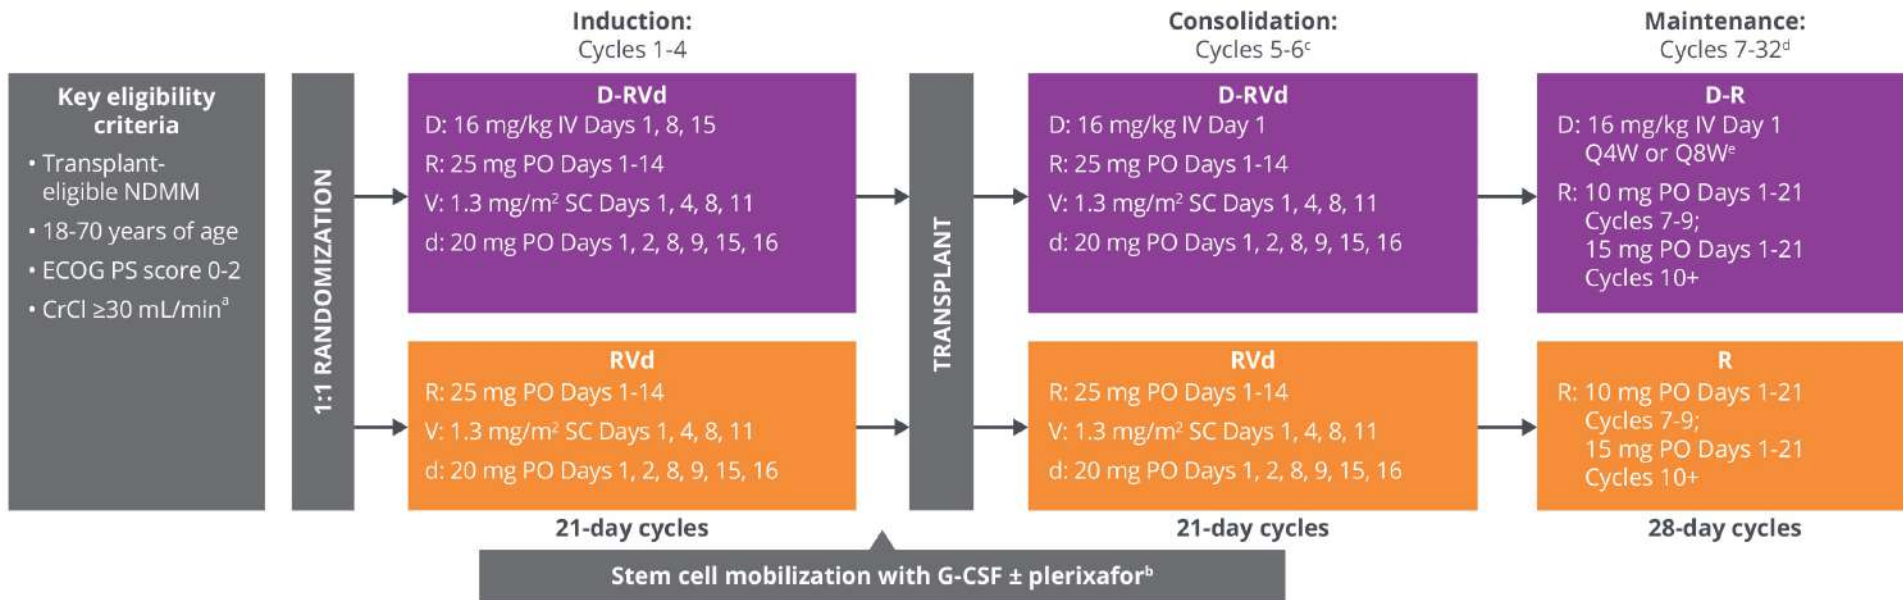 Induction:
Cycles 1-4
Consolidation:
Cycles 5-6ᶜ
Maintenance:
Cycles 7-32ᵈ
Key eligibility
criteria
• Transplant-
eligible NDMM
• 18-70 years of age
• ECOG PS score 0-2
• CrCl ≥30 mL/minᵃ
1:1 RANDOMIZATION
D-RVd
D: 16 mg/kg IV Days 1, 8, 15
R: 25 mg PO Days 1-14
V: 1.3 mg/m² SC Days 1, 4, 8, 11
d: 20 mg PO Days 1, 2, 8, 9, 15, 16
RVd
R: 25 mg PO Days 1-14
V: 1.3 mg/m² SC Days 1, 4, 8, 11
d: 20 mg PO Days 1, 2, 8, 9, 15, 16
21-day cycles
TRANSPLANT
D-RVd
D: 16 mg/kg IV Day 1
R: 25 mg PO Days 1-14
V: 1.3 mg/m² SC Days 1, 4, 8, 11
d: 20 mg PO Days 1, 2, 8, 9, 15, 16
RVd
R: 25 mg PO Days 1-14
V: 1.3 mg/m² SC Days 1, 4, 8, 11
d: 20 mg PO Days 1, 2, 8, 9, 15, 16
21-day cycles
D-R
D: 16 mg/kg IV Day 1
Q4W or Q8Wᵉ
R: 10 mg PO Days 1-21
Cycles 7-9;
15 mg PO Days 1-21
Cycles 10+
R
R: 10 mg PO Days 1-21
Cycles 7-9;
15 mg PO Days 1-21
Cycles 10+
28-day cycles
Stem cell mobilization with G-CSF ± plerixaforᵇ